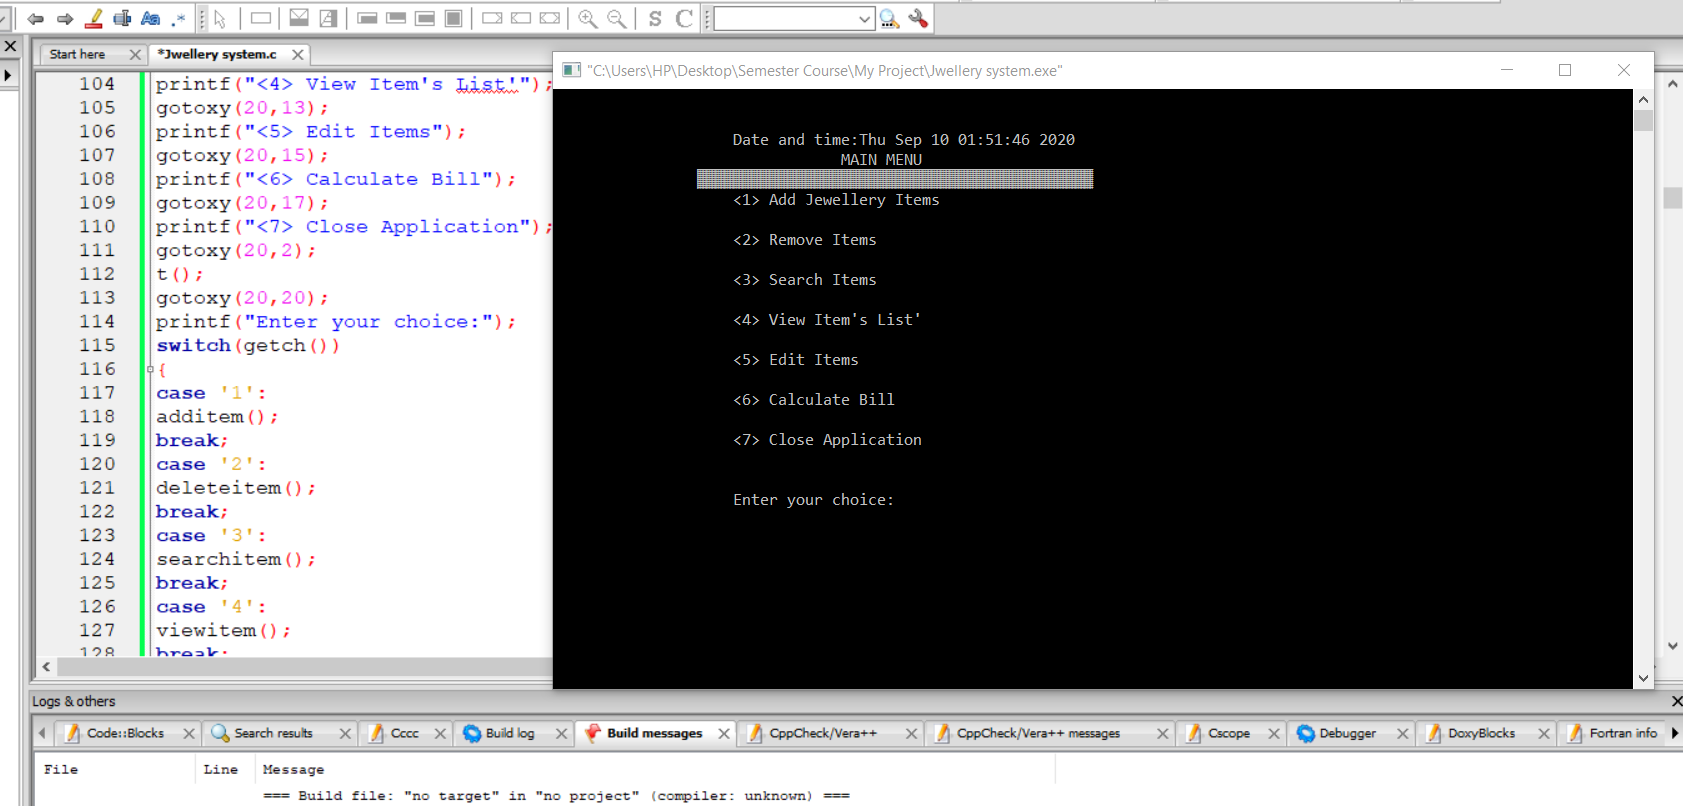 Start here
*Jwellery system.c
104 printf("<4> View Item's List'");
105 gotoxy(20,13);
106 printf("<5> Edit Items");
107 gotoxy(20,15);
108 printf("<6> Calculate Bill");
109 gotoxy(20,17);
110 printf("<7> Close Application");
111 gotoxy(20,2);
112 t();
113 gotoxy(20,20);
114 printf("Enter your choice:");
115 switch(getch())
116 {
117 case '1':
118 additem();
119 break;
120 case '2':
121 deleteitem();
122 break;
123 case '3':
124 searchitem();
125 break;
126 case '4':
127 viewitem();
128 break;
"C:\Users\HP\Desktop\Semester Course\My Project\Jwellery system.exe"
Date and time:Thu Sep 10 01:51:46 2020
MAIN MENU
<1> Add Jewellery Items
<2> Remove Items
<3> Search Items
<4> View Item's List'
<5> Edit Items
<6> Calculate Bill
<7> Close Application
Enter your choice:
Logs & others
Code::Blocks Search results Cccc Build log Build messages CppCheck/Vera++ CppCheck/Vera++ messages Cscope Debugger DoxyBlocks Fortran info
File Line Message
=== Build file: "no target" in "no project" (compiler: unknown) ===